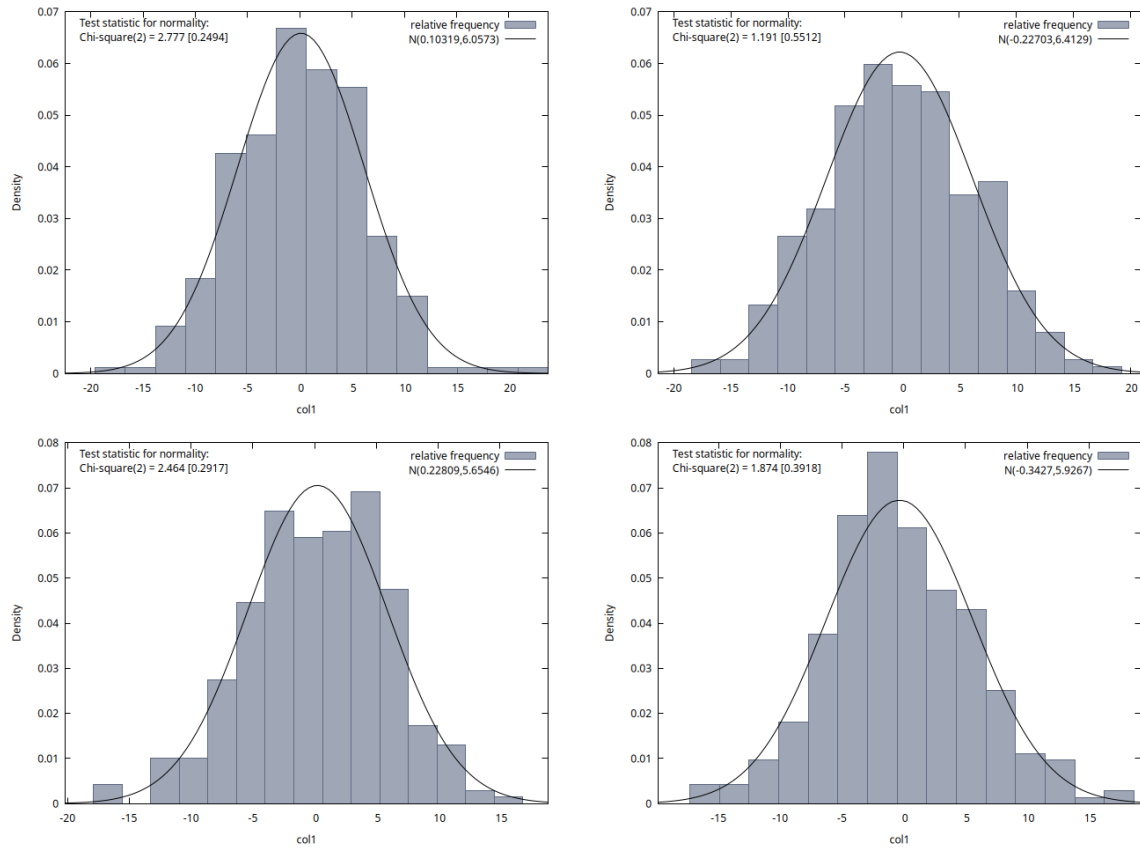 Test statistic for normality:
Chi-square(2) = 2.777 [0.2494]
relative frequency
N(0.10319,6.0573)
0.07
0.06
0.05
0.04
0.03
0.02
0.01
0
Density
-20 -15 -10 -5 0 5 10 15 20
col1
Test statistic for normality:
Chi-square(2) = 1.191 [0.5512]
relative frequency
N(-0.22703,6.4129)
0.07
0.06
0.05
0.04
0.03
0.02
0.01
0
Density
-20 -15 -10 -5 0 5 10 15 20
col1
Test statistic for normality:
Chi-square(2) = 2.464 [0.2917]
relative frequency
N(0.22809,5.6546)
0.08
0.07
0.06
0.05
0.04
0.03
0.02
0.01
0
Density
-20 -15 -10 -5 0 5 10 15
col1
Test statistic for normality:
Chi-square(2) = 1.874 [0.3918]
relative frequency
N(-0.3427,5.9267)
0.08
0.07
0.06
0.05
0.04
0.03
0.02
0.01
0
Density
-15 -10 -5 0 5 10 15
col1